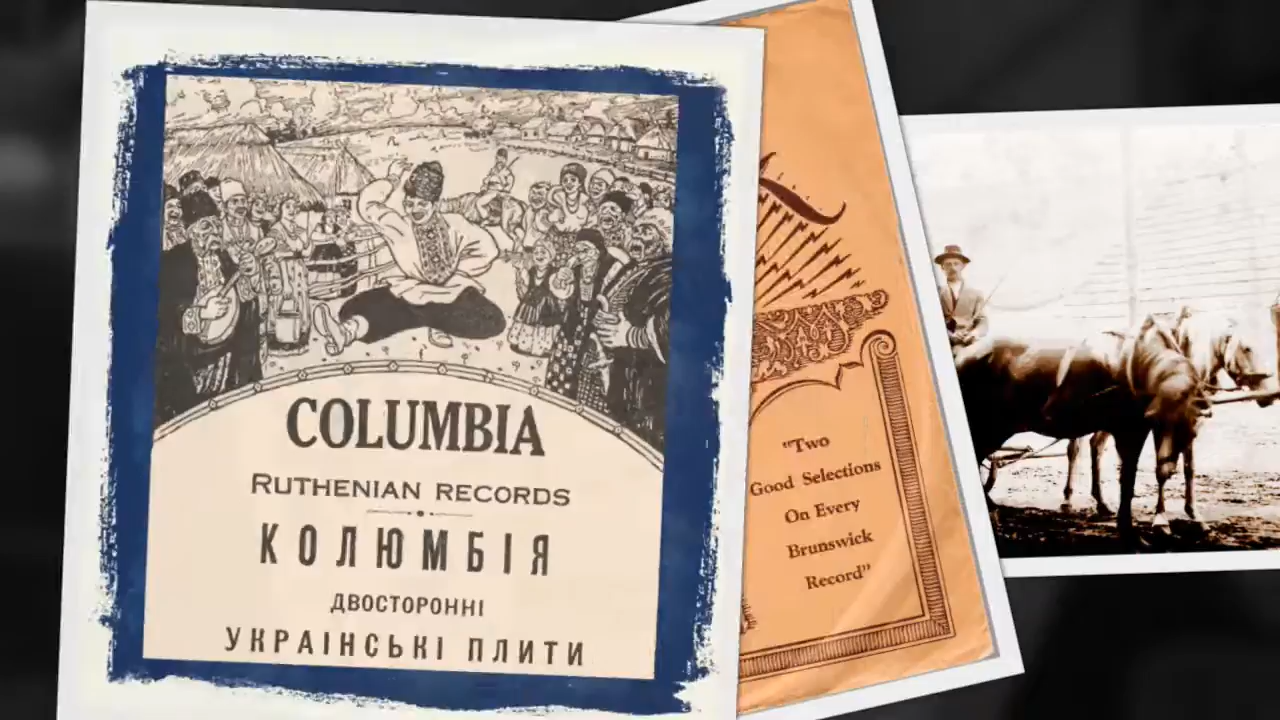 COLUMBIA
RUTHENIAN RECORDS
КОЛЮМБІЯ
ДВОСТОРОННІ
УКРАІНСЬКІ ПЛИТИ
"Two
Good Selections
On Every
Brunswick
Record"